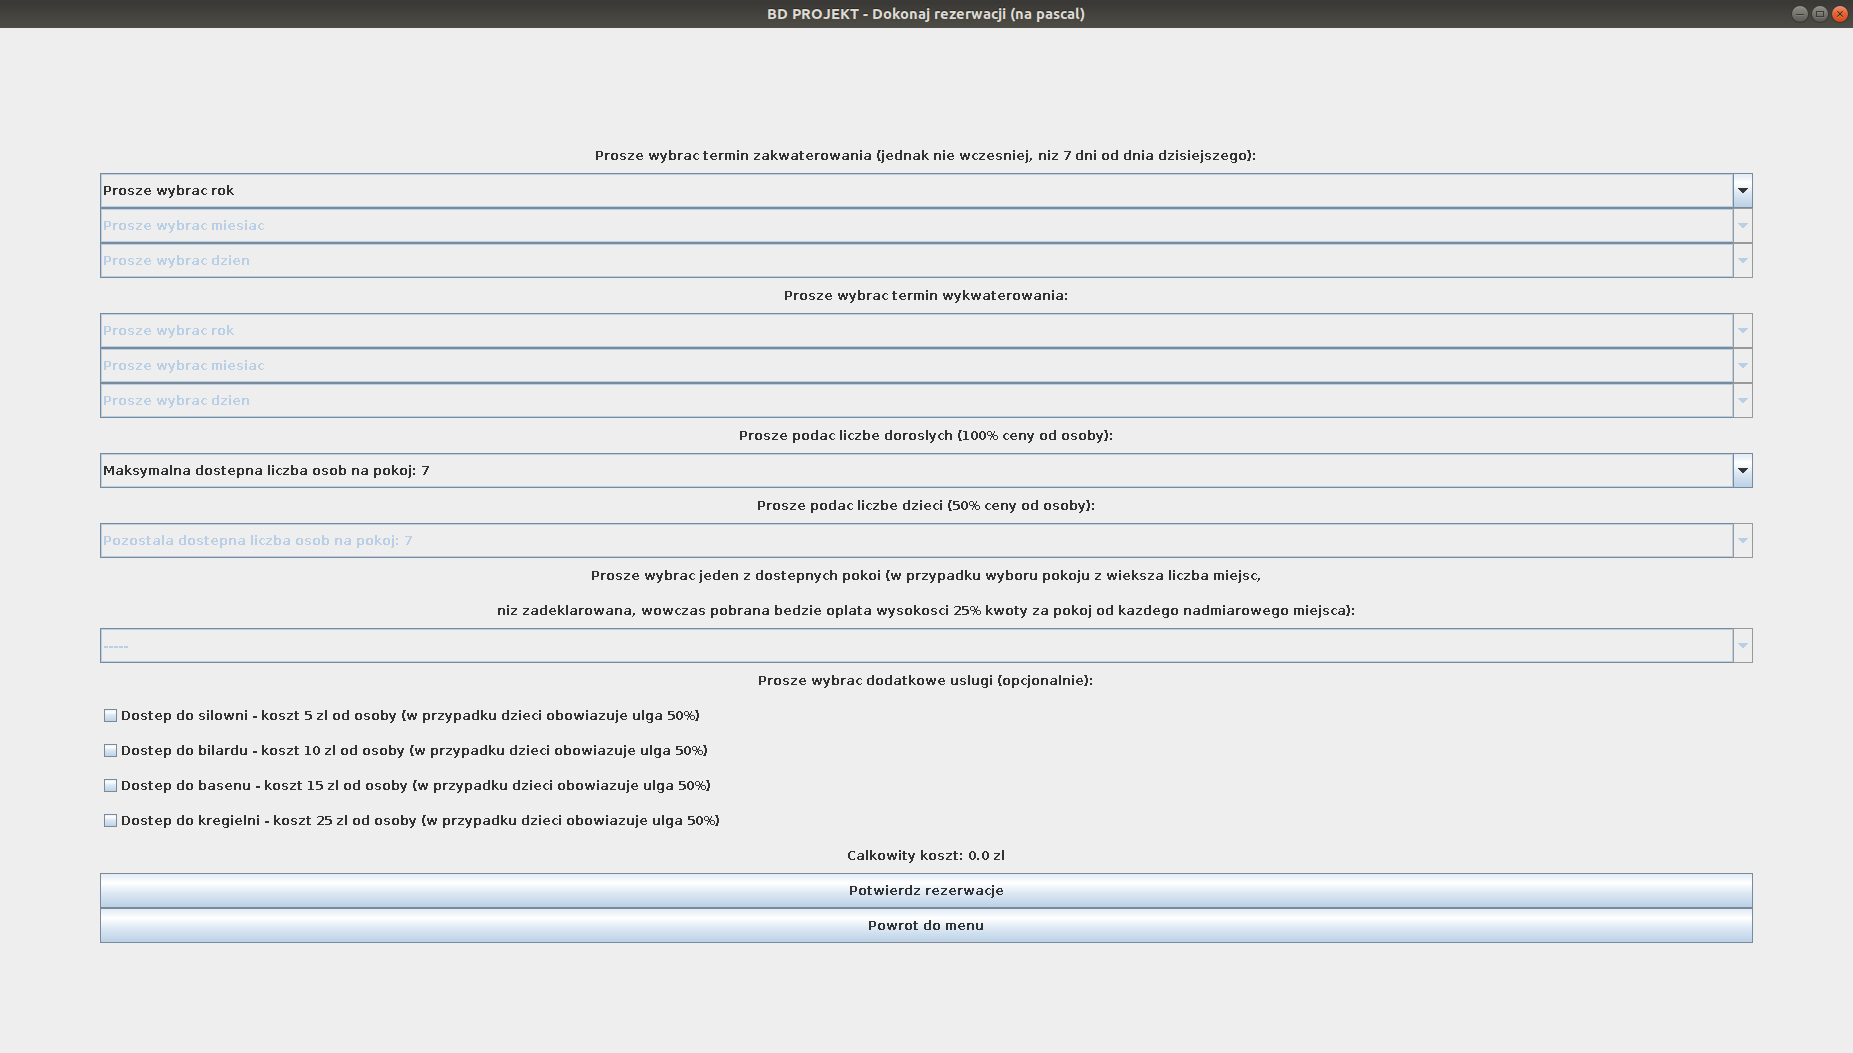 BD PROJEKT - Dokonaj rezerwacji (na pascal)
Prosze wybrac termin zakwaterowania (jednak nie wczesniej, niz 7 dni od dnia dzisiejszego):
Prosze wybrac rok
Prosze wybrac miesiac
Prosze wybrac dzien
Prosze wybrac termin wykwaterowania:
Prosze wybrac rok
Prosze wybrac miesiac
Prosze wybrac dzien
Prosze podac liczbe doroslych (100% ceny od osoby):
Maksymalna dostepna liczba osob na pokoj: 7
Prosze podac liczbe dzieci (50% ceny od osoby):
Pozostala dostepna liczba osob na pokoj: 7
Prosze wybrac jeden z dostepnych pokoi (w przypadku wyboru pokoju z wieksza liczba miejsc,
niz zadeklarowana, wowczas pobrana bedzie oplata wysokosci 25% kwoty za pokoj od kazdego nadmiarowego miejsca):
-----
Prosze wybrac dodatkowe uslugi (opcjonalnie):
Dostep do silowni - koszt 5 zl od osoby (w przypadku dzieci obowiazuje ulga 50%)
Dostep do bilardu - koszt 10 zl od osoby (w przypadku dzieci obowiazuje ulga 50%)
Dostep do basenu - koszt 15 zl od osoby (w przypadku dzieci obowiazuje ulga 50%)
Dostep do kregielni - koszt 25 zl od osoby (w przypadku dzieci obowiazuje ulga 50%)
Calkowity koszt: 0.0 zl
Potwierdz rezerwacje
Powrot do menu